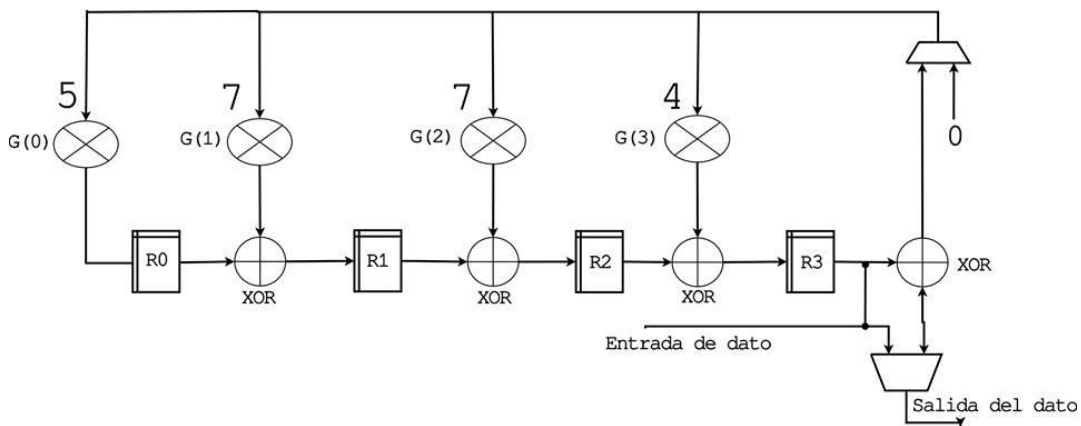 5
7
7
4
G(0)
G(1)
G(2)
G(3)
0
R0
R1
R2
R3
XOR
XOR
XOR
XOR
Entrada de dato
Salida del dato